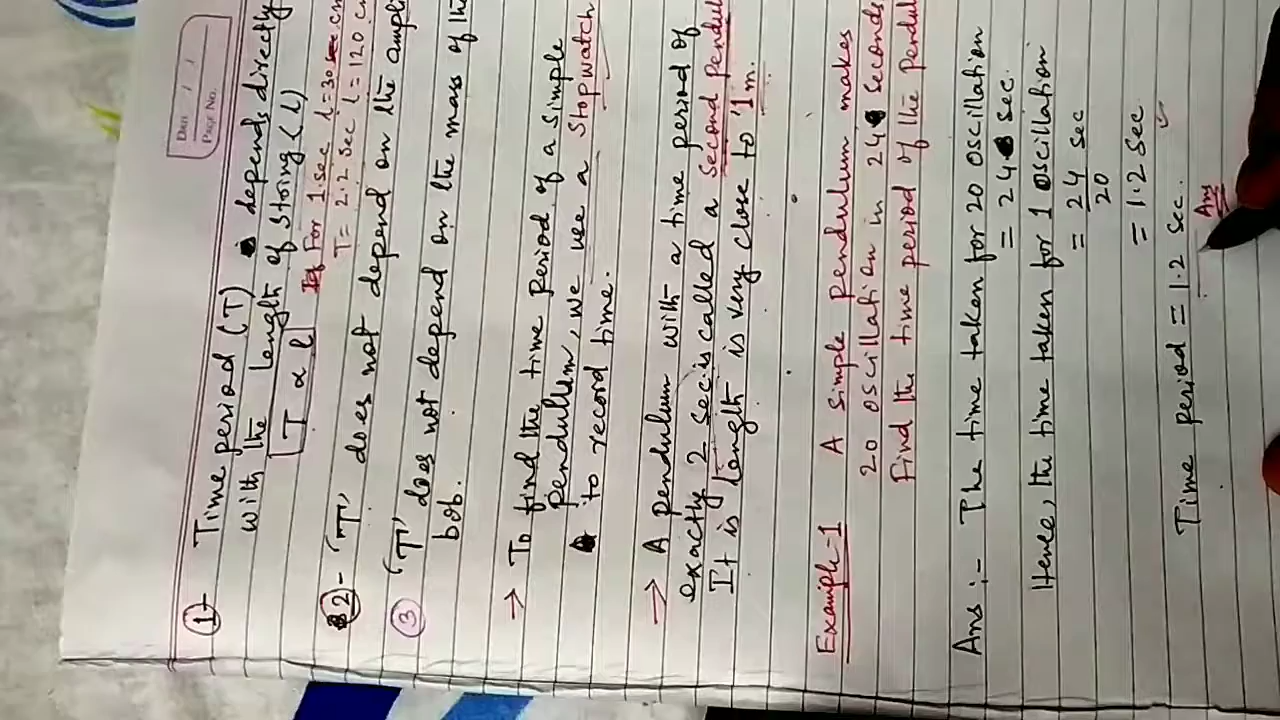 Date / /
Page No.
1- Time period (T) depends directly
with the length of string (l)
T α l If For 1 sec l = 30 cm
T = 2.2 sec l = 120 c
2- 'T', does not depend on the ampli
3 'T' does not depend on the mass of the
bob.
→ To find the time period of a simple
pendulum, we use a Stopwatch
to record time.
→ A pendulum with a time period of
exactly 2 sec is called a second pendul
It is length is very close to 1m.
Example-1 A simple pendulum makes
20 oscillation in 24 seconds
Find the time period of the pendul
Ans :- The time taken for 20 oscillation
= 24 sec.
Hence, the time taken for 1 oscillation
= 24/20 sec
= 1.2 sec
Time period = 1.2 sec.
Ans